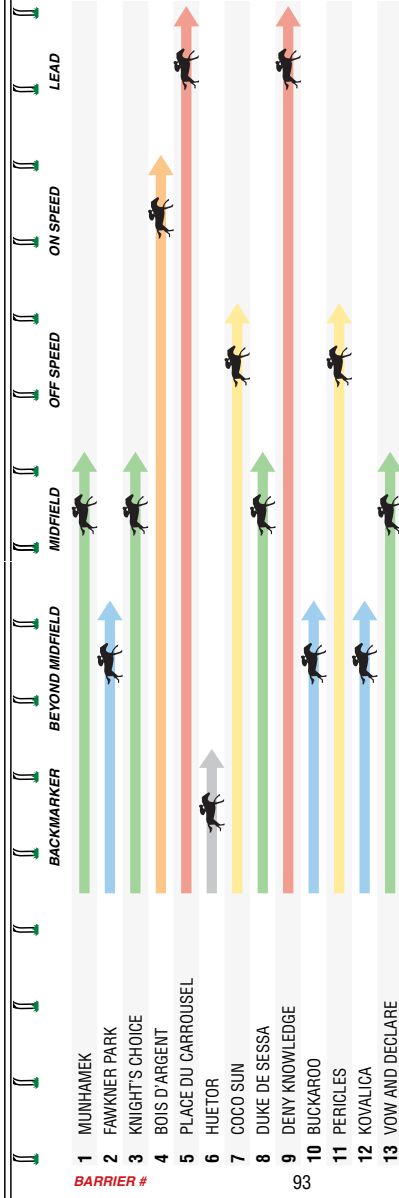 BACKMARKER BEYOND MIDFIELD MIDFIELD OFF SPEED ON SPEED LEAD
BARRIER #
1 MUNHAMEK
2 FAWKNER PARK
3 KNIGHT'S CHOICE
4 BOIS D'ARGENT
5 PLACE DU CARROUSEL
6 HUETOR
7 COCO SUN
8 DUKE DE SESSA
9 DENY KNOWLEDGE
10 BUCKAROO
11 PERICLES
12 KOVALICA
13 VOW AND DECLARE
93